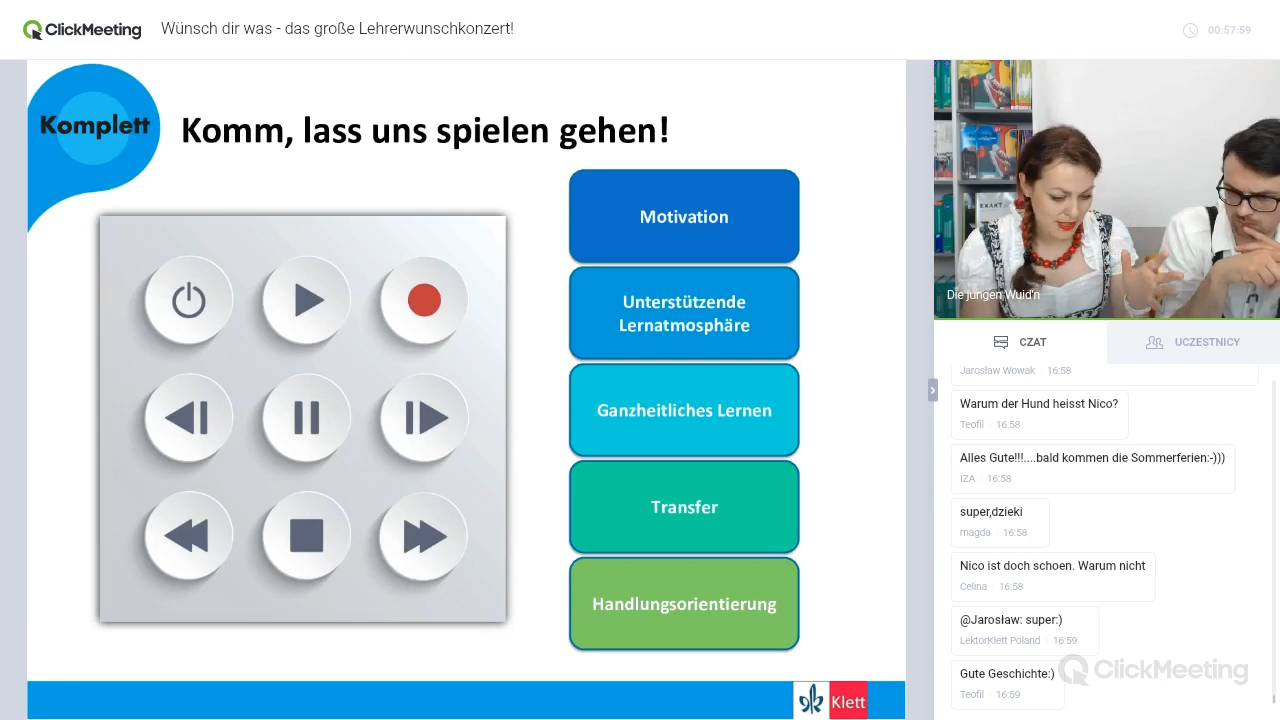 ClickMeeting
Wünsch dir was - das große Lehrerwunschkonzert!
00:57:59
Komplett
Komm, lass uns spielen gehen!
Motivation
Unterstützende
Lernatmosphäre
Ganzheitliches Lernen
Transfer
Handlungsorientierung
Klett
EXAKT
Die jungen Wuid'n
CZAT
UCZESTNICY
Jarosław Wowak 16:58
Warum der Hund heisst Nico?
Teofil 16:58
Alles Gute!!!....bald kommen die Sommerferien:-)))
IZA 16:58
super,dzieki
magda 16:58
Nico ist doch schoen. Warum nicht
Celina 16:58
@Jarosław: super:)
LektorKlett Poland 16:59
Gute Geschichte:)
Teofil 16:59
ClickMeeting